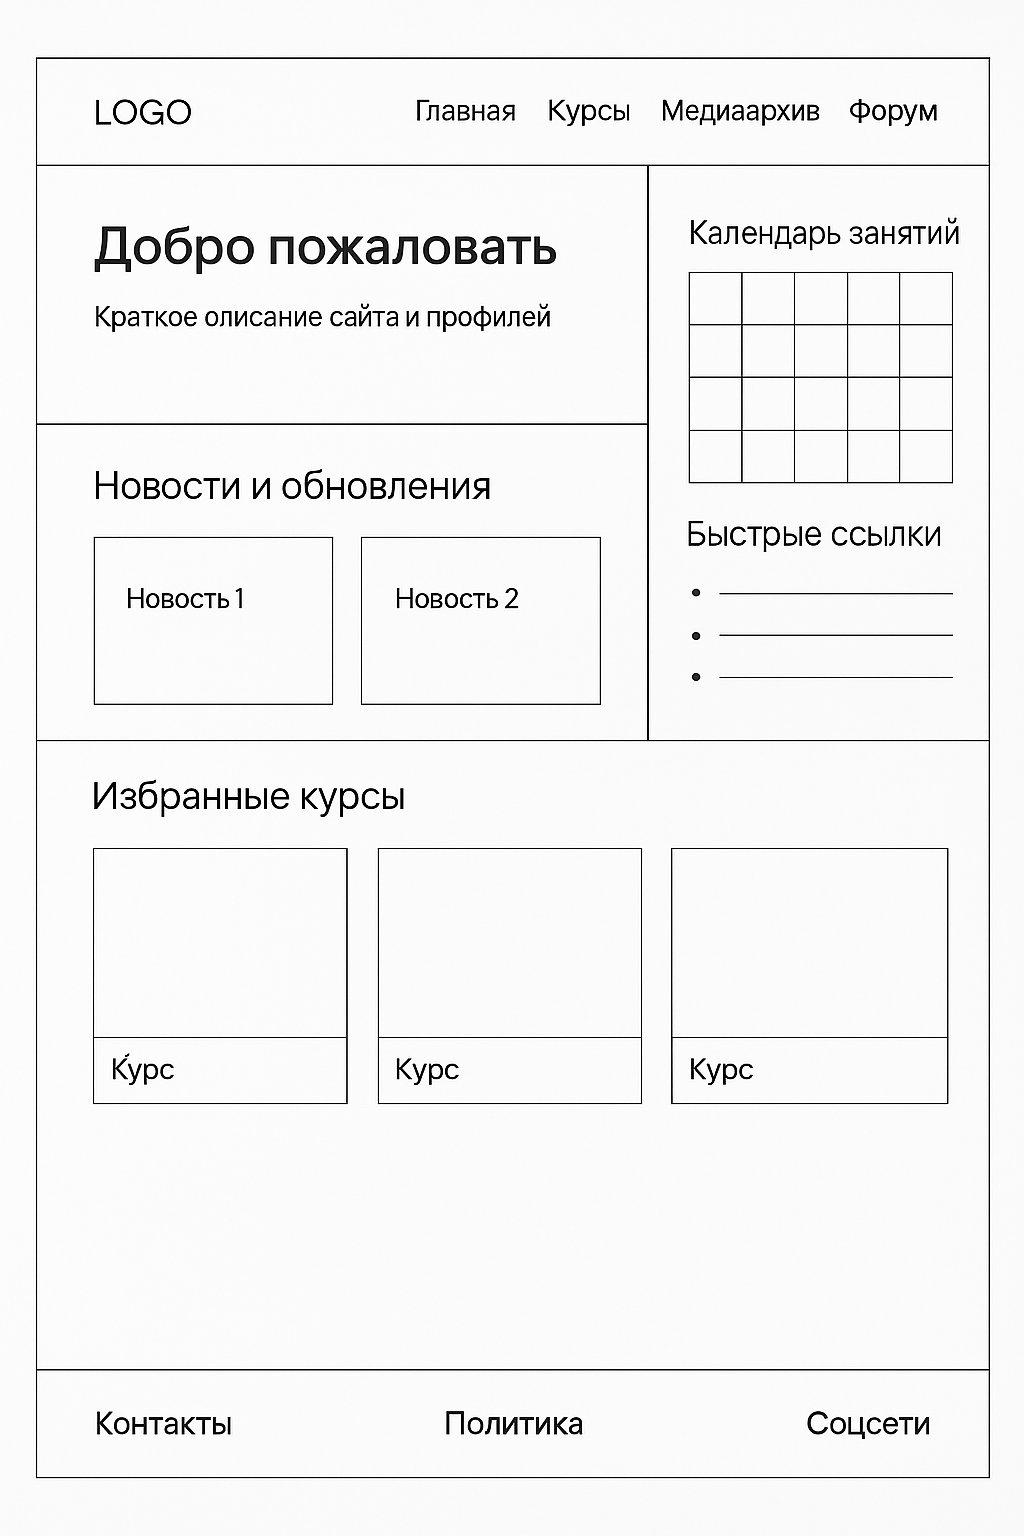 LOGO
Главная Курсы Медиаархив Форум
Добро пожаловать
Краткое олисание сайта и профилей
Новости и обновления
Новость 1
Новость 2
Календарь занятий
Быстрые ссылки
Избранные курсы
Ќурс
Курс
Курс
Контакты Политика Соцсети